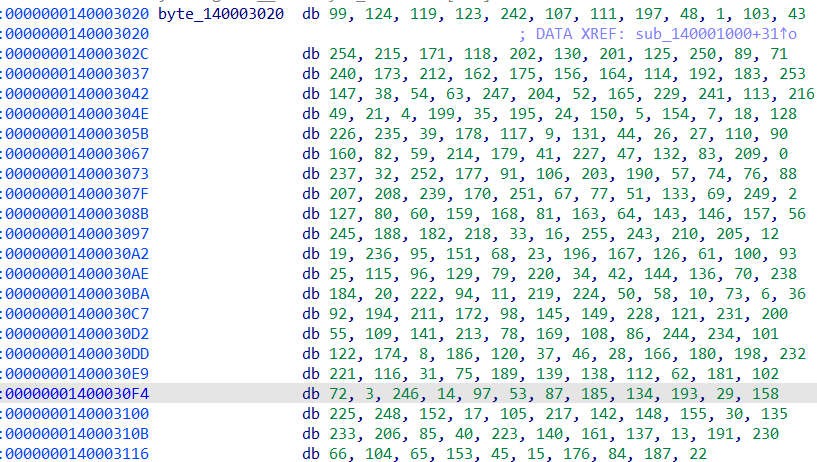 :0000000140003020 byte_140003020 db 99, 124, 119, 123, 242, 107, 111, 197, 48, 1, 103, 43
:0000000140003020 ; DATA XREF: sub_140001000+31↑o
:000000014000302C db 254, 215, 171, 118, 202, 130, 201, 125, 250, 89, 71
:0000000140003037 db 240, 173, 212, 162, 175, 156, 164, 114, 192, 183, 253
:0000000140003042 db 147, 38, 54, 63, 247, 204, 52, 165, 229, 241, 113, 216
:000000014000304E db 49, 21, 4, 199, 35, 195, 24, 150, 5, 154, 7, 18, 128
:000000014000305B db 226, 235, 39, 178, 117, 9, 131, 44, 26, 27, 110, 90
:0000000140003067 db 160, 82, 59, 214, 179, 41, 227, 47, 132, 83, 209, 0
:0000000140003073 db 237, 32, 252, 177, 91, 106, 203, 190, 57, 74, 76, 88
:000000014000307F db 207, 208, 239, 170, 251, 67, 77, 51, 133, 69, 249, 2
:000000014000308B db 127, 80, 60, 159, 168, 81, 163, 64, 143, 146, 157, 56
:0000000140003097 db 245, 188, 182, 218, 33, 16, 255, 243, 210, 205, 12
:00000001400030A2 db 19, 236, 95, 151, 68, 23, 196, 167, 126, 61, 100, 93
:00000001400030AE db 25, 115, 96, 129, 79, 220, 34, 42, 144, 136, 70, 238
:00000001400030BA db 184, 20, 222, 94, 11, 219, 224, 50, 58, 10, 73, 6, 36
:00000001400030C7 db 92, 194, 211, 172, 98, 145, 149, 228, 121, 231, 200
:00000001400030D2 db 55, 109, 141, 213, 78, 169, 108, 86, 244, 234, 101
:00000001400030DD db 122, 174, 8, 186, 120, 37, 46, 28, 166, 180, 198, 232
:00000001400030E9 db 221, 116, 31, 75, 189, 139, 138, 112, 62, 181, 102
:00000001400030F4 db 72, 3, 246, 14, 97, 53, 87, 185, 134, 193, 29, 158
:0000000140003100 db 225, 248, 152, 17, 105, 217, 142, 148, 155, 30, 135
:000000014000310B db 233, 206, 85, 40, 223, 140, 161, 137, 13, 191, 230
:0000000140003116 db 66, 104, 65, 153, 45, 15, 176, 84, 187, 22